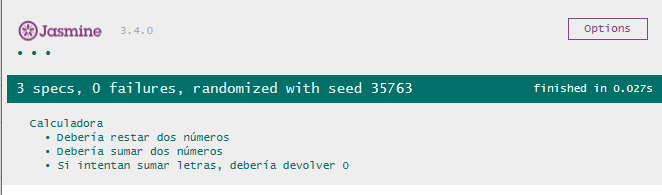 Jasmine 3.4.0 Options
• • •
3 specs, 0 failures, randomized with seed 35763 finished in 0.027s
Calculadora
• Debería restar dos números
• Debería sumar dos números
• Si intentan sumar letras, debería devolver 0